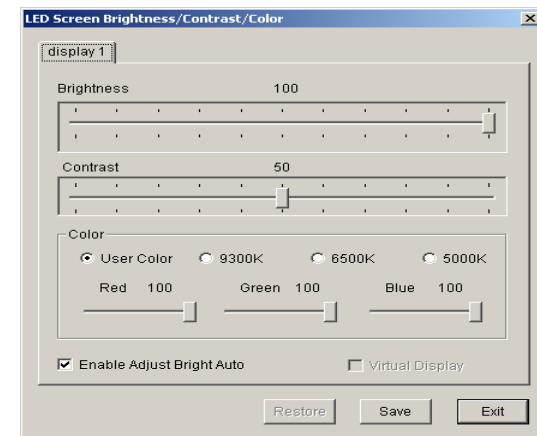 LED Screen Brightness/Contrast/Color
display 1
Brightness 100
Contrast 50
Color
User Color 9300K 6500K 5000K
Red 100 Green 100 Blue 100
Enable Adjust Bright Auto Virtual Display
Restore Save Exit